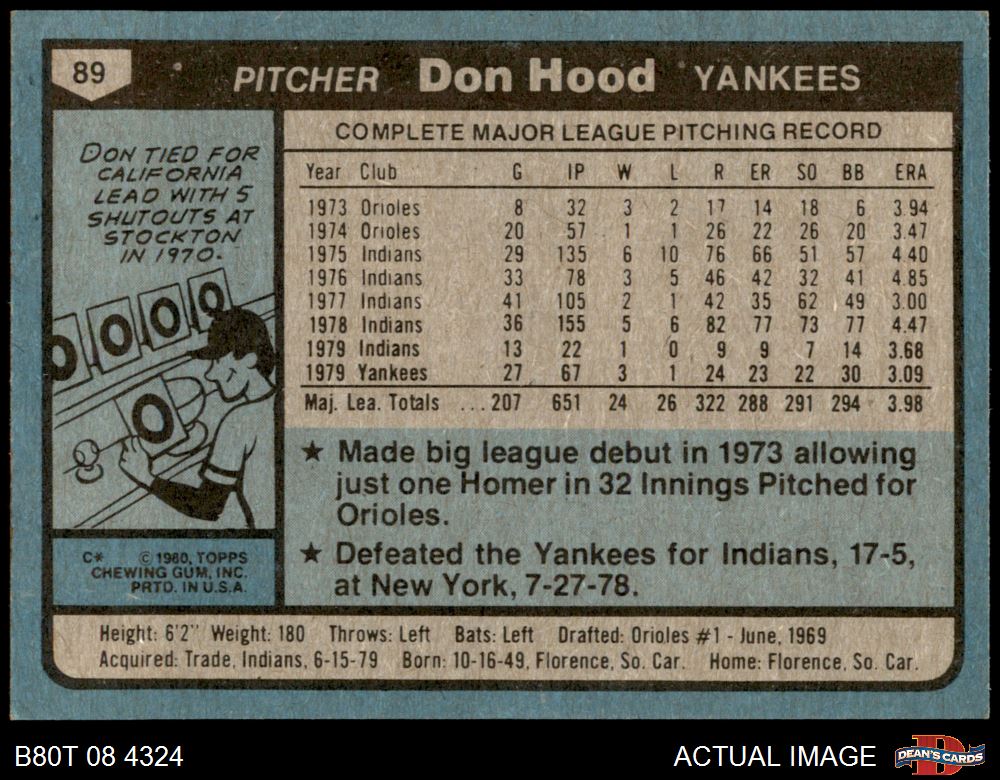 89
PITCHER Don Hood YANKEES
DON TIED FOR
CALIFORNIA
LEAD WITH 5
SHUTOUTS AT
STOCKTON
IN 1970.
0 0 0 0
0
C* © 1980, TOPPS
CHEWING GUM, INC.
PRTD. IN U.S.A.
COMPLETE MAJOR LEAGUE PITCHING RECORD
Year Club G IP W L R ER SO BB ERA
1973 Orioles 8 32 3 2 17 14 18 6 3.94
1974 Orioles 20 57 1 1 26 22 26 20 3.47
1975 Indians 29 135 6 10 76 66 51 57 4.40
1976 Indians 33 78 3 5 46 42 32 41 4.85
1977 Indians 41 105 2 1 42 35 62 49 3.00
1978 Indians 36 155 5 6 82 77 73 77 4.47
1979 Indians 13 22 1 0 9 9 7 14 3.68
1979 Yankees 27 67 3 1 24 23 22 30 3.09
Maj. Lea. Totals ...207 651 24 26 322 288 291 294 3.98
★ Made big league debut in 1973 allowing
just one Homer in 32 Innings Pitched for
Orioles.
★ Defeated the Yankees for Indians, 17-5,
at New York, 7-27-78.
Height: 6'2" Weight: 180 Throws: Left Bats: Left Drafted: Orioles #1 - June, 1969
Acquired: Trade, Indians, 6-15-79 Born: 10-16-49, Florence, So. Car. Home: Florence, So. Car.
B80T 08 4324
ACTUAL IMAGE
D
DEAN'S CARDS